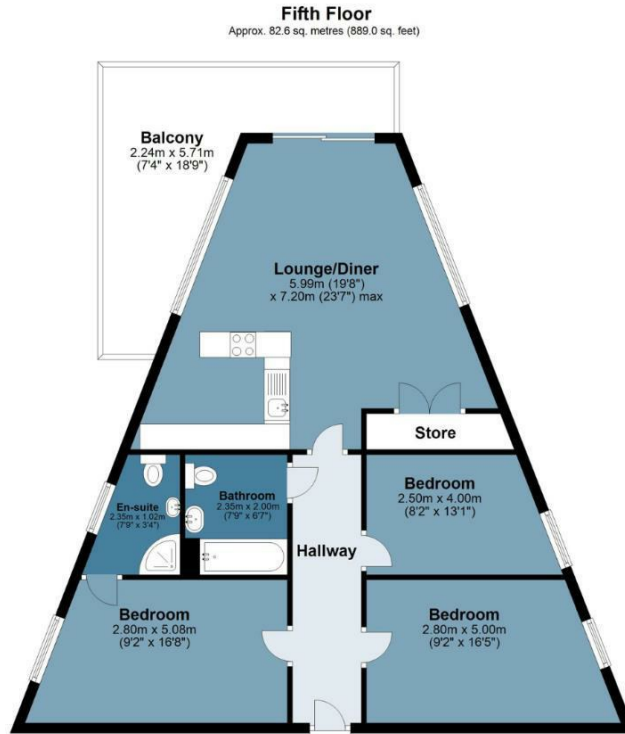 Fifth Floor
Approx. 82.6 sq. metres (889.0 sq. feet)
Balcony
2.24m x 5.71m
(7'4" x 18'9")
Lounge/Diner
5.99m (19'8")
x 7.20m (23'7") max
Store
En-suite
2.35m x 1.02m
(7'9" x 3'4")
Bathroom
2.35m x 2.00m
(7'9" x 6'7")
Bedroom
2.50m x 4.00m
(8'2" x 13'1")
Hallway
Bedroom
2.80m x 5.08m
(9'2" x 16'8")
Bedroom
2.80m x 5.00m
(9'2" x 16'5")